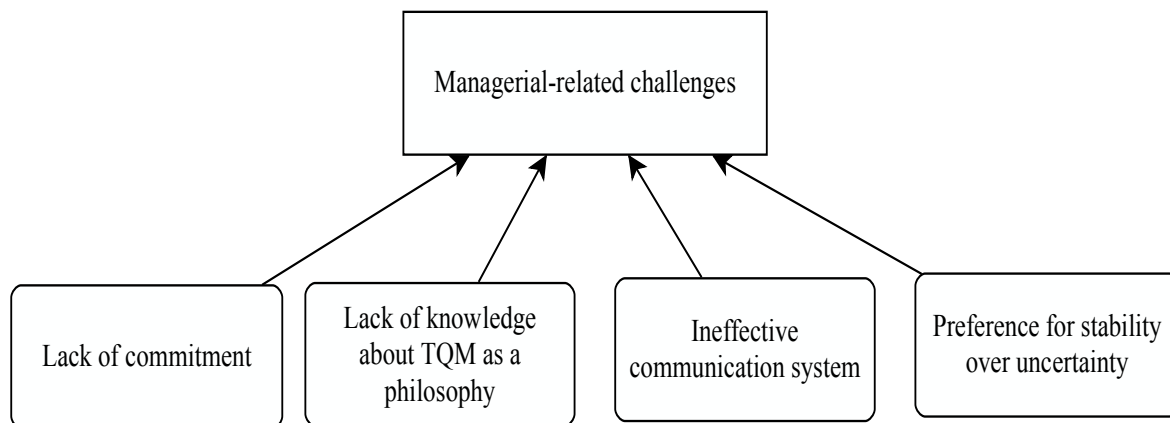 Managerial-related challenges
Lack of commitment
Lack of knowledge
about TQM as a
philosophy
Ineffective
communication system
Preference for stability
over uncertainty